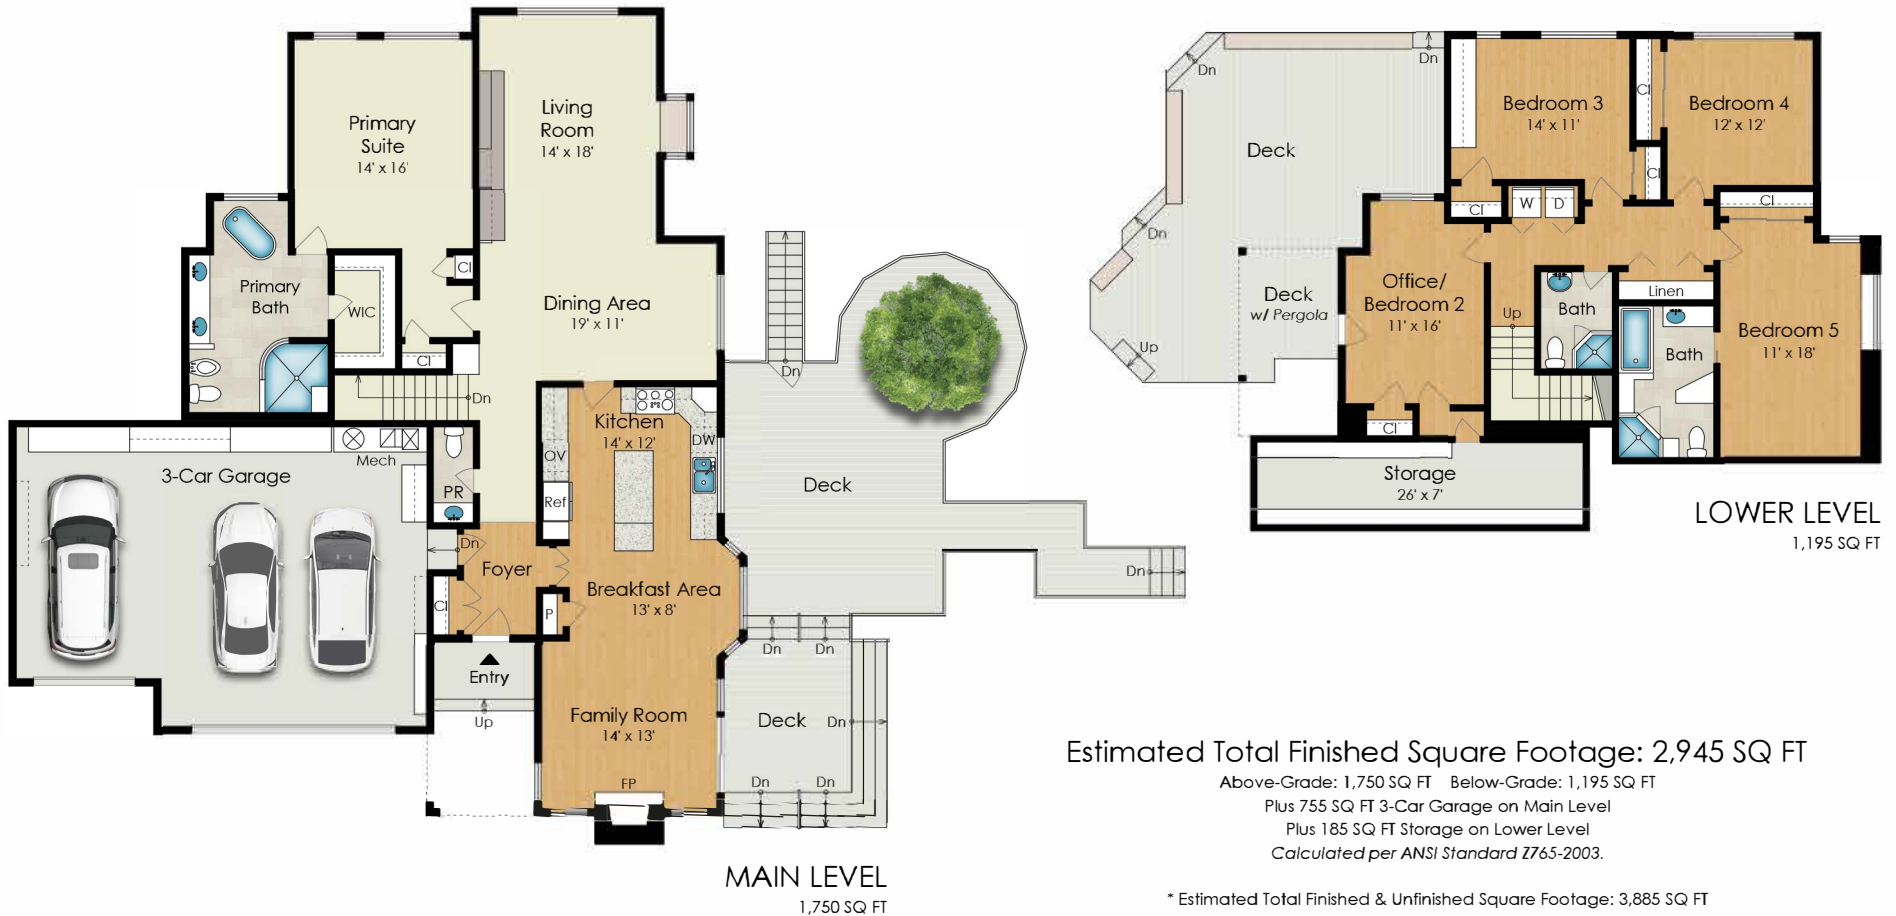 Primary
Suite
14' x 16'
Living
Room
14' x 18'
Primary
Bath
WIC
Cl
Cl
Dining Area
19' x 11'
Dn
Dn
Kitchen
14' x 12'
DW
OV
Ref
Mech
3-Car Garage
PR
Dn
Foyer
Cl
P
Breakfast Area
13' x 8'
Entry
Up
Family Room
14' x 13'
FP
Deck
Dn
Dn
Dn
Deck
Dn
Dn
Dn
MAIN LEVEL
1,750 SQ FT
Dn
Dn
Deck
Dn
Deck
w/ Pergola
Up
Bedroom 3
14' x 11'
Cl
Bedroom 4
12' x 12'
Cl
Cl
W
D
Cl
Office/
Bedroom 2
11' x 16'
Up
Bath
Linen
Bath
Bedroom 5
11' x 18'
Cl
Storage
26' x 7'
LOWER LEVEL
1,195 SQ FT
Estimated Total Finished Square Footage: 2,945 SQ FT
Above-Grade: 1,750 SQ FT Below-Grade: 1,195 SQ FT
Plus 755 SQ FT 3-Car Garage on Main Level
Plus 185 SQ FT Storage on Lower Level
Calculated per ANSI Standard Z765-2003.
* Estimated Total Finished & Unfinished Square Footage: 3,885 SQ FT